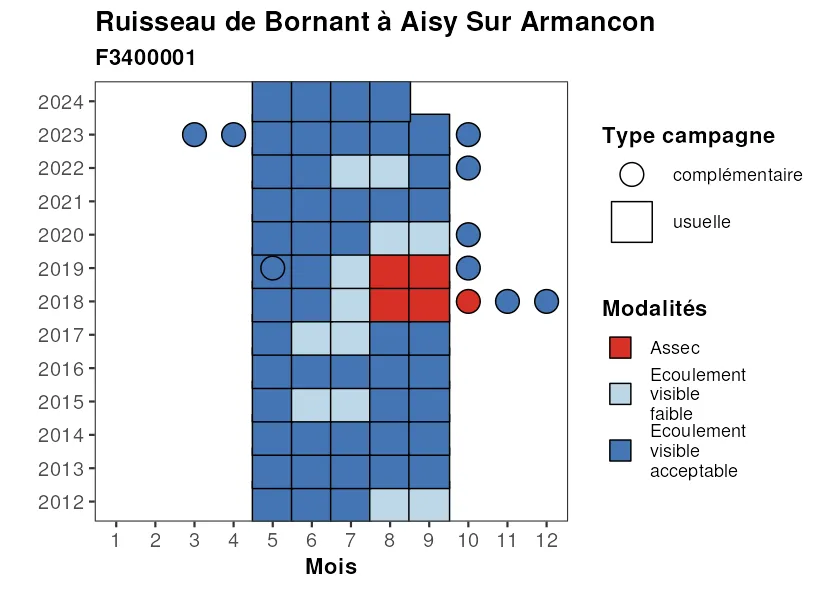 Ruisseau de Bornant à Aisy Sur Armancon
F3400001
2024
2023
2022
2021
2020
2019
2018
2017
2016
2015
2014
2013
2012
1 2 3 4 5 6 7 8 9 10 11 12
Mois
Type campagne
complémentaire
usuelle
Modalités
Assec
Ecoulement
visible
faible
Ecoulement
visible
acceptable